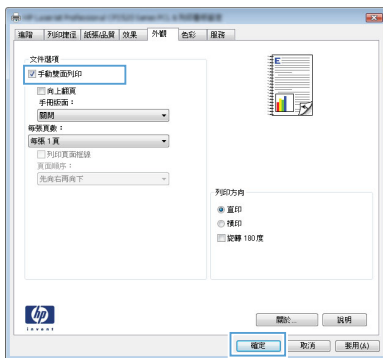 進階 列印捷徑 紙張/品質 效果 外觀 色彩 服務
文件選項
手動雙面列印
向上翻頁
手冊版面：
關閉
每張頁數：
每張 1 頁
列印頁面框線
頁面順序：
先向右再向下
列印方向
直印
橫印
旋轉 180 度
hp
invent
關於...
說明
確定
取消
套用(A)